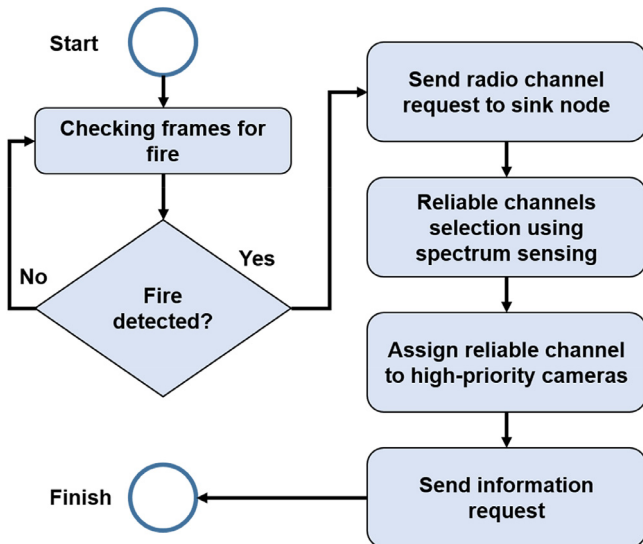 Start
Checking frames for
fire
No
Yes
Fire
detected?
Send radio channel
request to sink node
Reliable channels
selection using
spectrum sensing
Assign reliable channel
to high-priority cameras
Send information
request
Finish